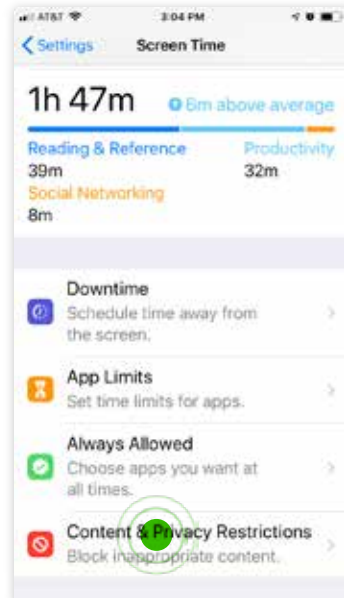 AT&T 3:04 PM
Settings Screen Time
1h 47m 6m above average
Reading & Reference Productivity
39m 32m
Social Networking
8m
Downtime
Schedule time away from
the screen.
App Limits
Set time limits for apps.
Always Allowed
Choose apps you want at
all times.
Content & Privacy Restrictions
Block inappropriate content.